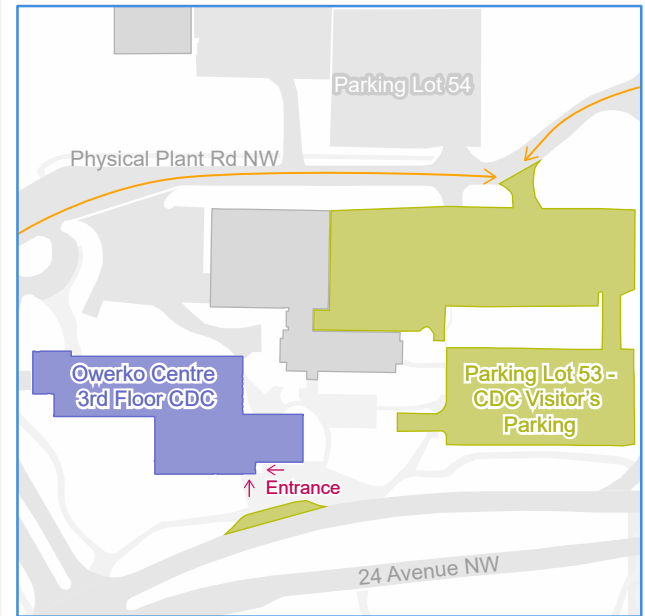 Parking Lot 54
Physical Plant Rd NW
Owerko Centre
3rd Floor CDC
Parking Lot 53 -
CDC Visitor's
Parking
Entrance
24 Avenue NW